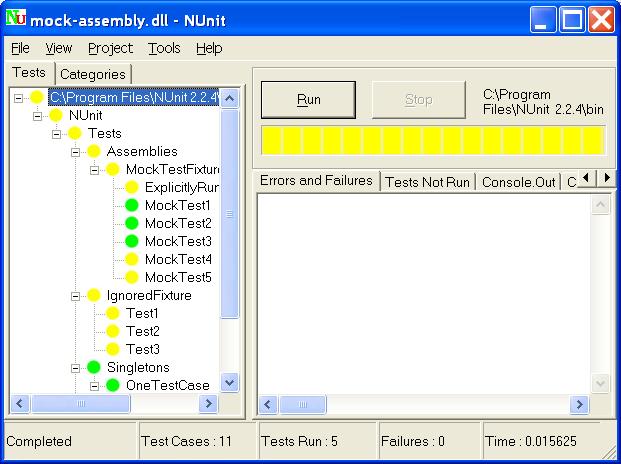 NU mock-assembly.dll - NUnit
File View Project Tools Help
Tests Categories
C:\Program Files\NUnit 2.2.4\
NUnit
Tests
Assemblies
MockTestFixture
ExplicitlyRun
MockTest1
MockTest2
MockTest3
MockTest4
MockTest5
IgnoredFixture
Test1
Test2
Test3
Singletons
OneTestCase
Run Stop
C:\Program
Files\NUnit 2.2.4\bin
Errors and Failures Tests Not Run Console.Out C
Completed Test Cases : 11 Tests Run : 5 Failures : 0 Time : 0.015625